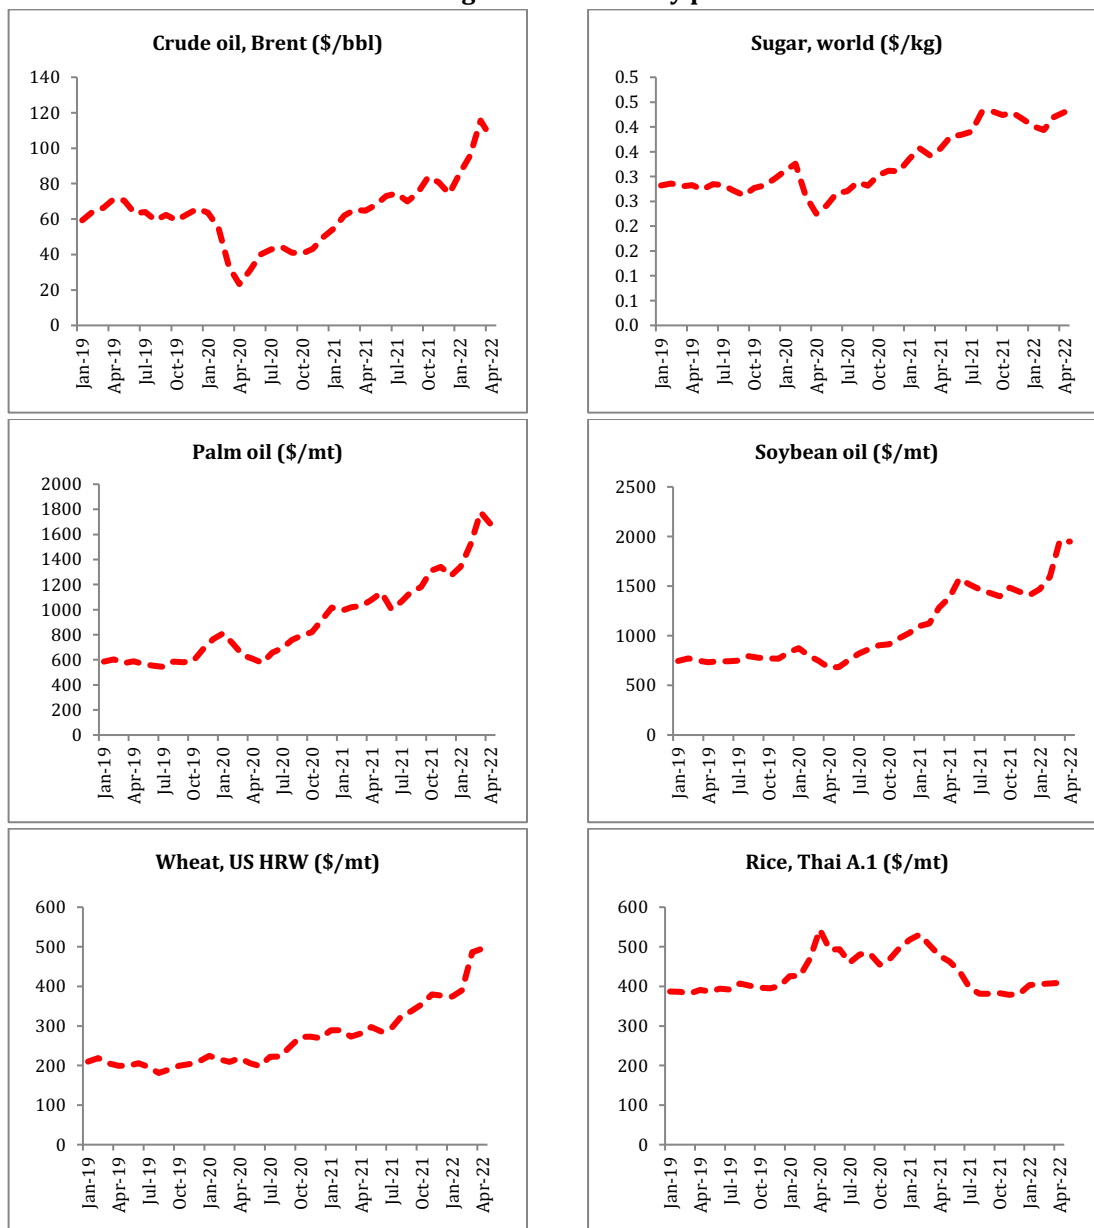 Crude oil, Brent ($/bbl)
140
120
100
80
60
40
20
0
Jan-19
Apr-19
Jul-19
Oct-19
Jan-20
Apr-20
Jul-20
Oct-20
Jan-21
Apr-21
Jul-21
Oct-21
Jan-22
Apr-22
Sugar, world ($/kg)
0.5
0.5
0.4
0.4
0.3
0.3
0.2
0.2
0.1
0.1
0.0
Jan-19
Apr-19
Jul-19
Oct-19
Jan-20
Apr-20
Jul-20
Oct-20
Jan-21
Apr-21
Jul-21
Oct-21
Jan-22
Apr-22
Palm oil ($/mt)
2000
1800
1600
1400
1200
1000
800
600
400
200
0
Jan-19
Apr-19
Jul-19
Oct-19
Jan-20
Apr-20
Jul-20
Oct-20
Jan-21
Apr-21
Jul-21
Oct-21
Jan-22
Apr-22
Soybean oil ($/mt)
2500
2000
1500
1000
500
0
Jan-19
Apr-19
Jul-19
Oct-19
Jan-20
Apr-20
Jul-20
Oct-20
Jan-21
Apr-21
Jul-21
Oct-21
Jan-22
Apr-22
Wheat, US HRW ($/mt)
600
500
400
300
200
100
0
Jan-19
Apr-19
Jul-19
Oct-19
Jan-20
Apr-20
Jul-20
Oct-20
Jan-21
Apr-21
Jul-21
Oct-21
Jan-22
Apr-22
Rice, Thai A.1 ($/mt)
600
500
400
300
200
100
0
Jan-19
Apr-19
Jul-19
Oct-19
Jan-20
Apr-20
Jul-20
Oct-20
Jan-21
Apr-21
Jul-21
Oct-21
Jan-22
Apr-22